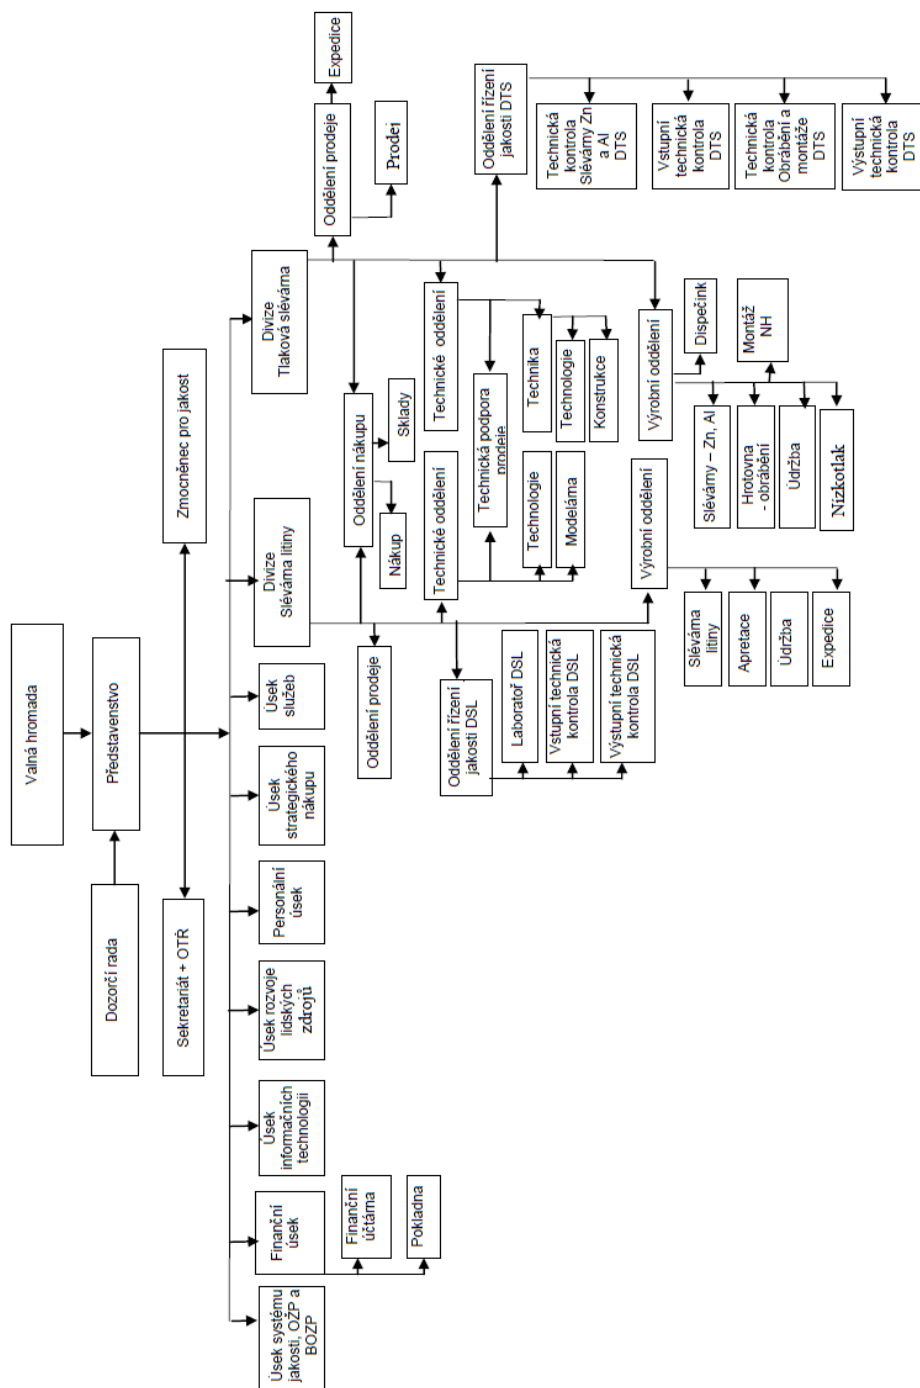 Valná hromada
Dozorčí rada
Představenstvo
Sekretariát + OTŘ
Zmocněnec pro jakost
Úsek systému
jakosti, OŽP a
BOZP
Finanční
úsek
Úsek
informačních
technologií
Úsek rozvoje
lidských
zdrojů
Personální
úsek
Úsek
strategického
nákupu
Úsek
služeb
Divize
Slévárna litiny
Divize
Tlaková slévárna
Finanční
účtárna
Pokladna
Oddělení prodeje
Oddělení nákupu
Nákup
Sklady
Oddělení prodeje
Expedice
Prodej
Oddělení řízení
jakosti DSL
Laboratoř DSL
Vstupní technická
kontrola DSL
Výstupní technická
kontrola DSL
Technické oddělení
Technologie
Modelárna
Technická podpora
prodeje
Technické oddělení
Technika
Technologie
Konstrukce
Oddělení řízení
jakosti DTS
Technická
kontrola
Slévárny Zn
a Al
DTS
Vstupní
technická
kontrola
DTS
Technická
kontrola
Obrábění a
montáže
DTS
Výstupní
technická
kontrola
DTS
Výrobní oddělení
Slévárna
litiny
Apretace
Údržba
Expedice
Výrobní oddělení
Dispečink
Slévárny – Zn, Al
Montáž
NH
Hrotovna
- obrábění
Údržba
Nízkotlak